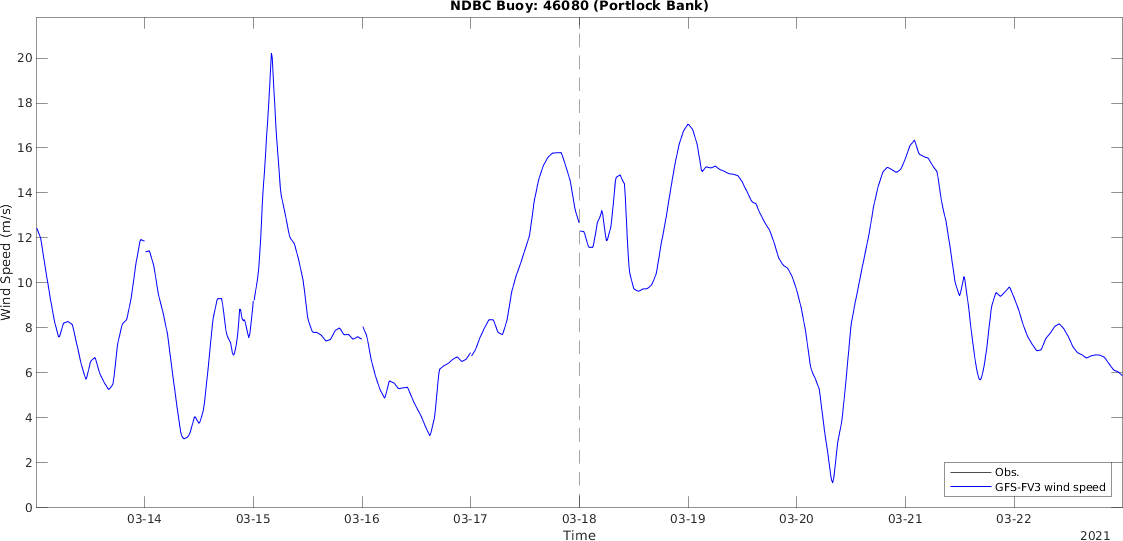 NDBC Buoy: 46080 (Portlock Bank)
20
18
16
14
12
10
8
6
4
2
0
Wind Speed (m/s)
03-14 03-15 03-16 03-17 03-18 03-19 03-20 03-21 03-22
Time
2021
Obs.
GFS-FV3 wind speed